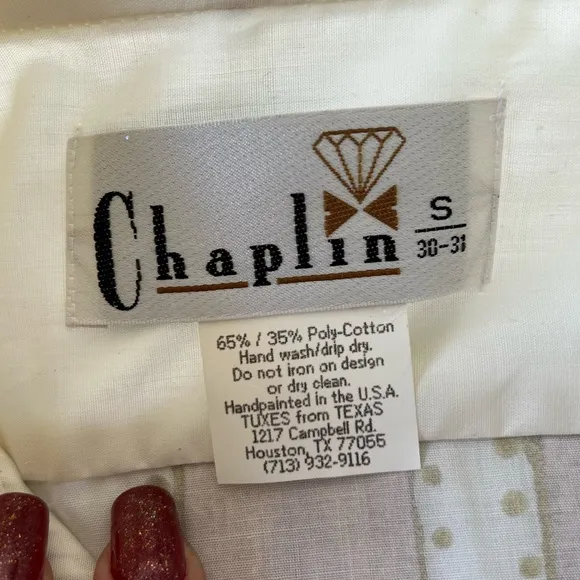 Chaplin
S
30-31
65% / 35% Poly-Cotton
Hand wash/drip dry.
Do not iron on design
or dry clean.
Handpainted in the U.S.A.
TUXES from TEXAS
1217 Campbell Rd.
Houston, TX 77055
(713) 932-9116